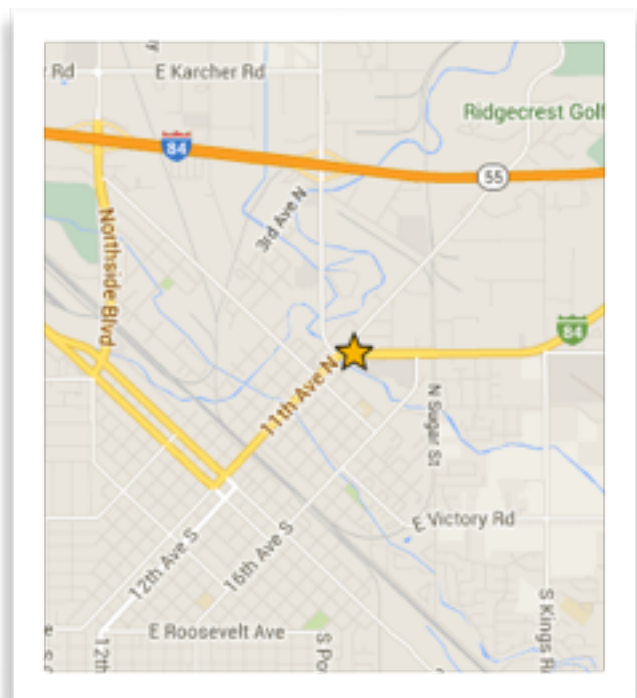 Rd
E Karcher Rd
Ridgecrest Golf
84
55
3rd Ave N
Northside Blvd
84
11th Ave N
N Sugar St
E Victory Rd
12th Ave S
16th Ave S
E Roosevelt Ave
12th
S Po
S Kings R